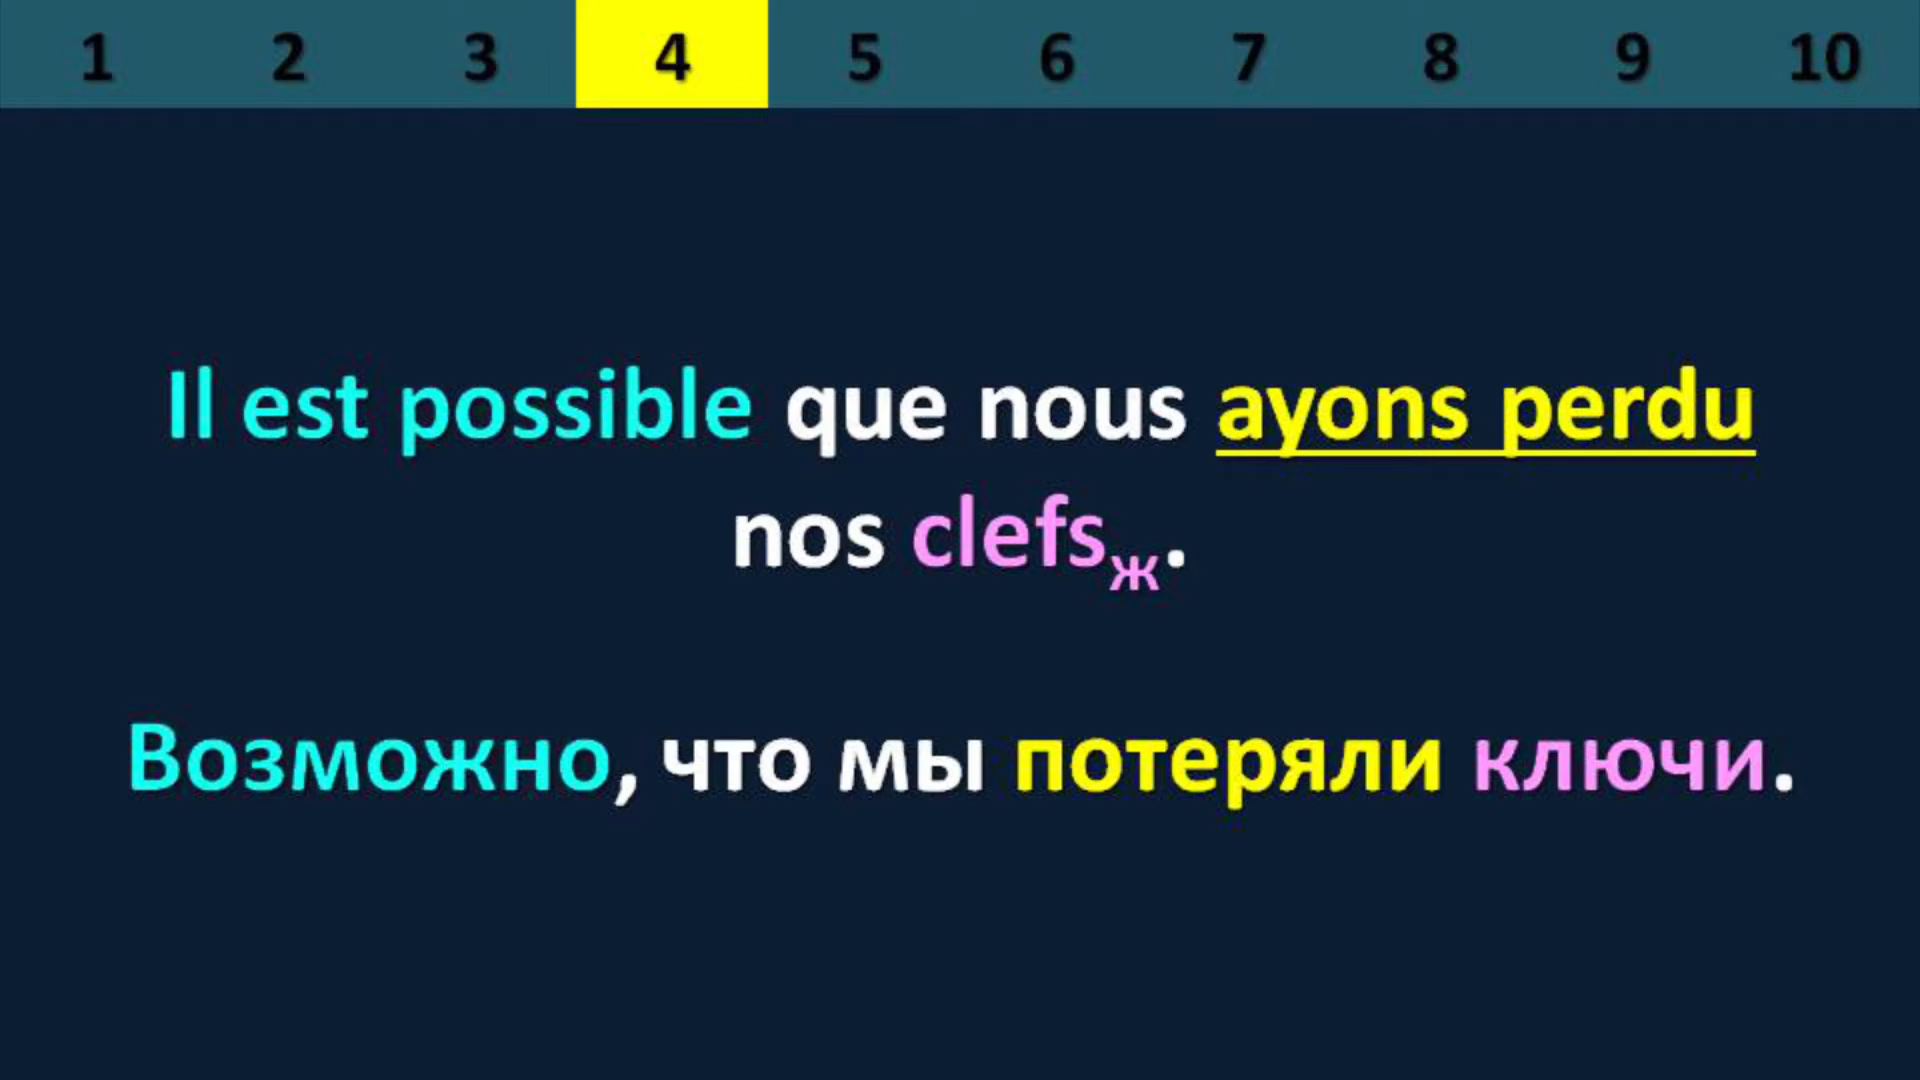 1 2 3 4 5 6 7 8 9 10
Il est possible que nous ayons perdu
nos clefsж.
Возможно, что мы потеряли ключи.